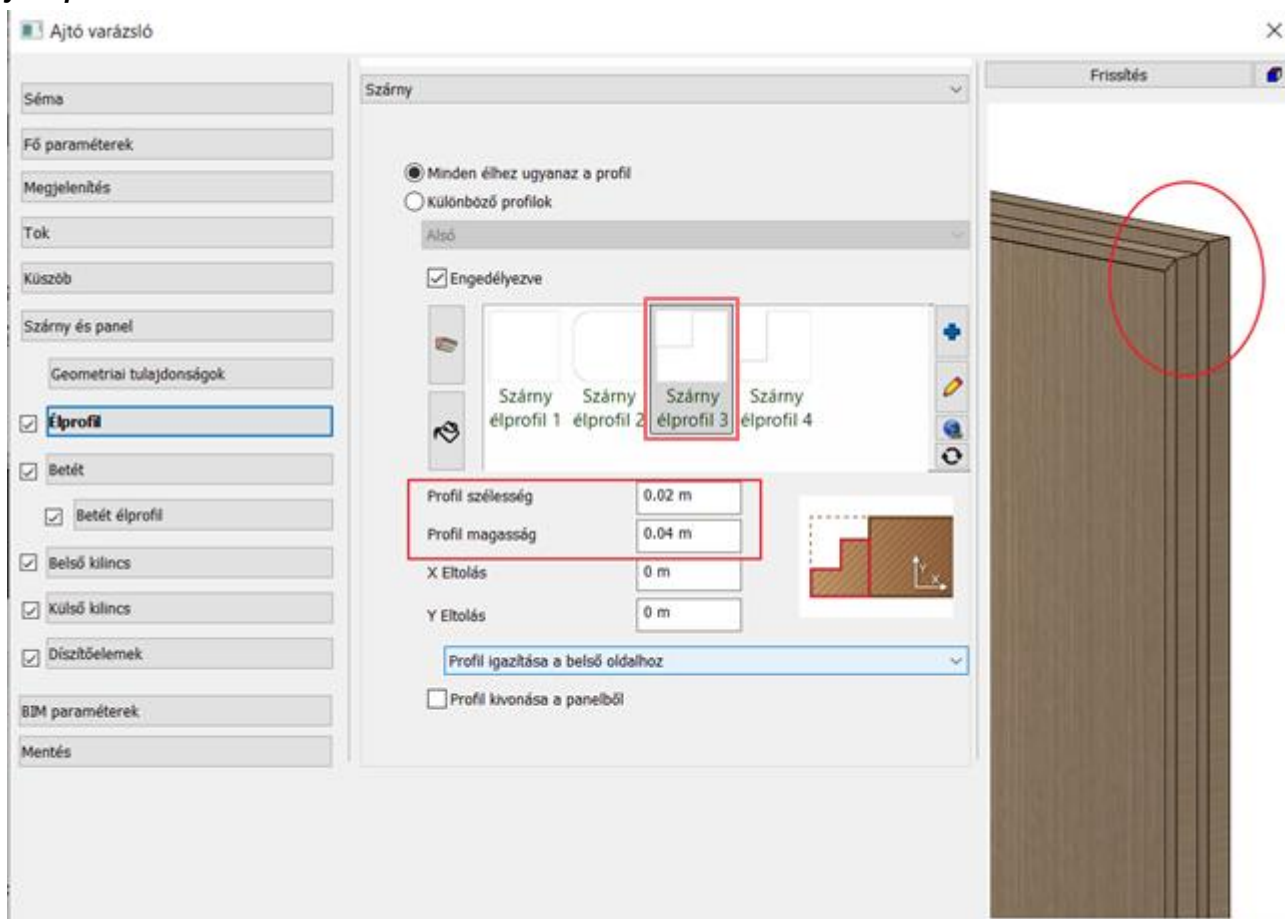 Ajtó varázsló
Frissítés
Séma
Fő paraméterek
Megjelenítés
Tok
Küszöb
Szárny és panel
Geometriai tulajdonságok
Élprofil
Betét
Betét élprofil
Belső kilincs
Külső kilincs
Díszítőelemek
BIM paraméterek
Mentés
Szárny
Minden élhez ugyanaz a profil
Különböző profilok
Alsó
Engedélyezve
Szárny élprofil 1
Szárny élprofil 2
Szárny élprofil 3
Szárny élprofil 4
Profil szélesség 0.02 m
Profil magasság 0.04 m
X Eltolás 0 m
Y Eltolás 0 m
Y X
Profil igazítása a belső oldalhoz
Profil kivonása a panelből